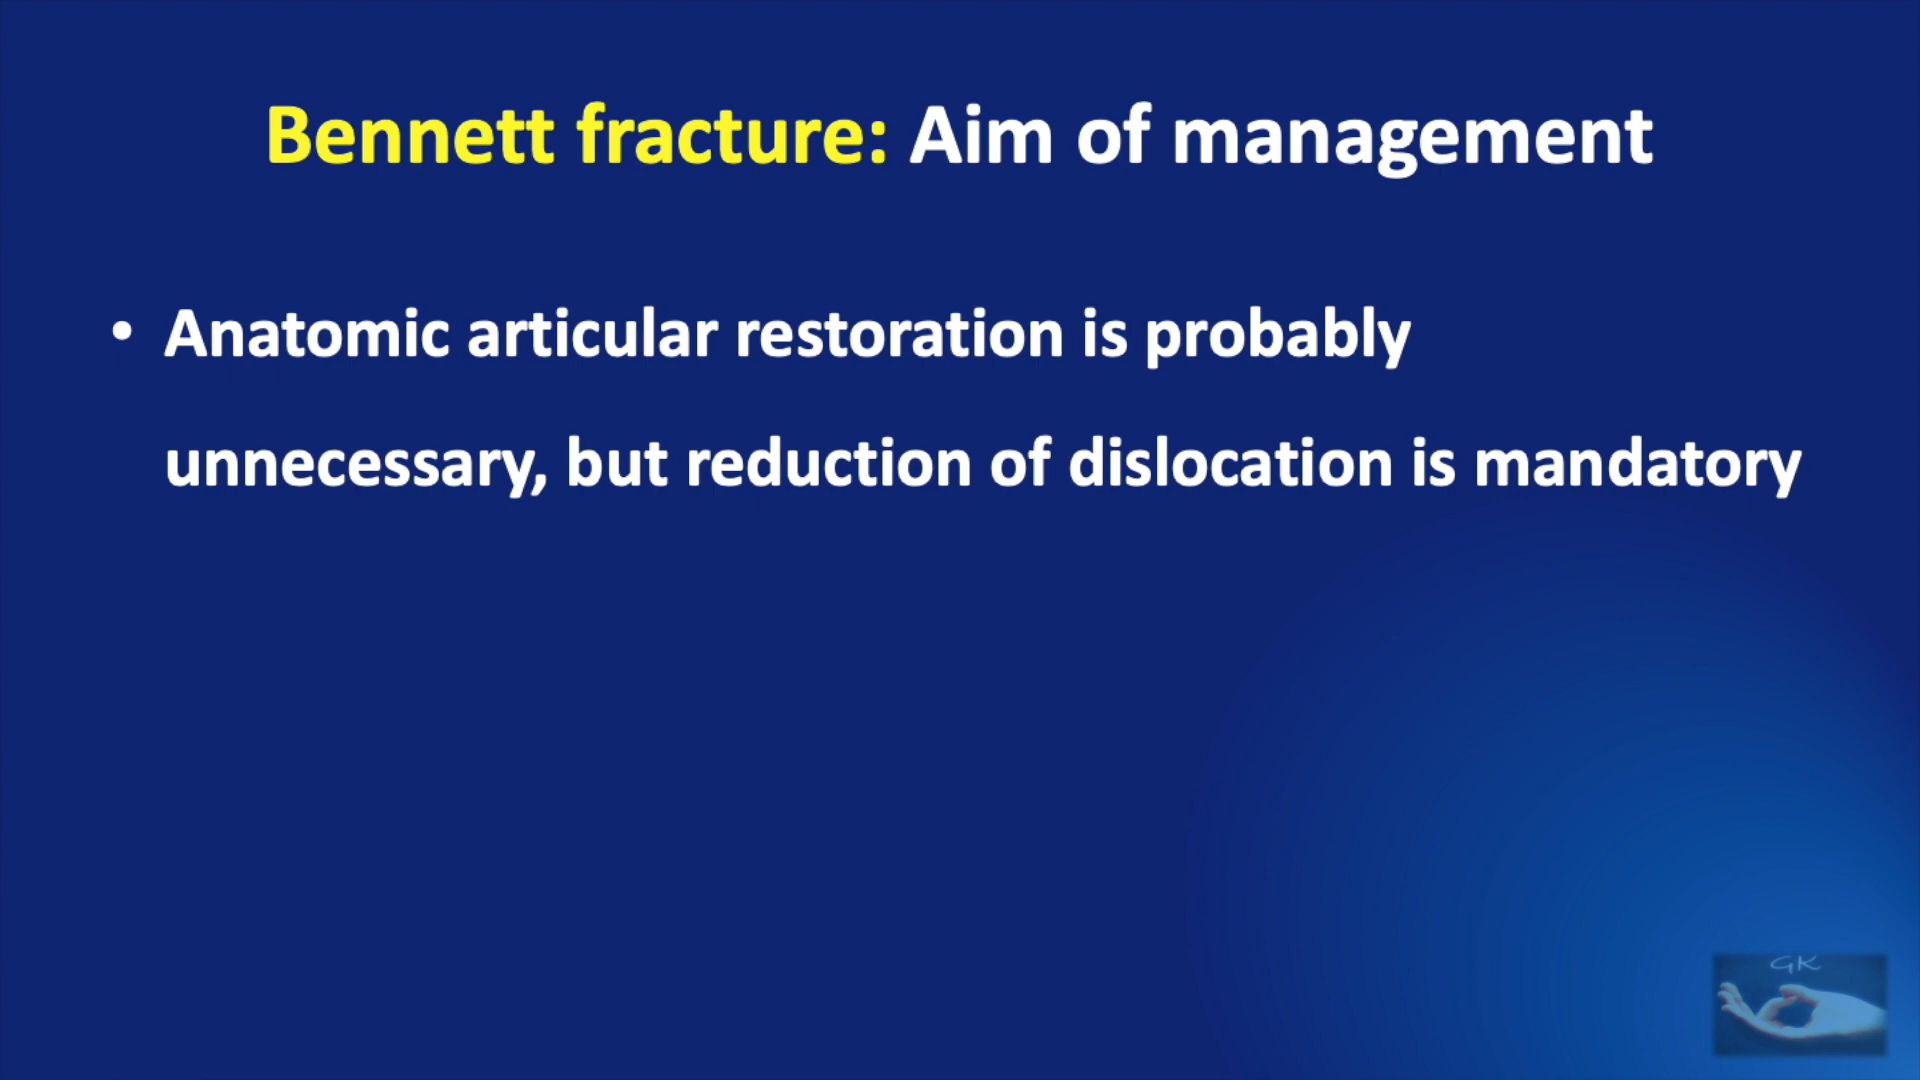 Bennett fracture: Aim of management
• Anatomic articular restoration is probably
unnecessary, but reduction of dislocation is mandatory
GK